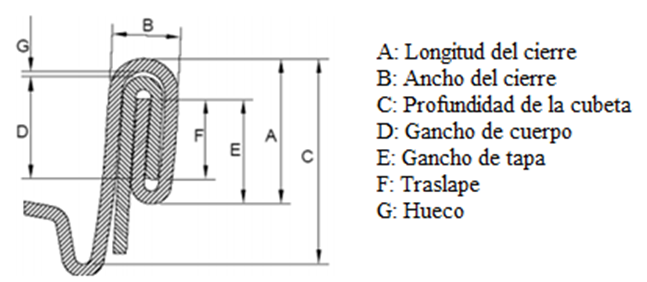 B
G
D
F
E
A
C
A: Longitud del cierre
B: Ancho del cierre
C: Profundidad de la cubeta
D: Gancho de cuerpo
E: Gancho de tapa
F: Traslape
G: Hueco